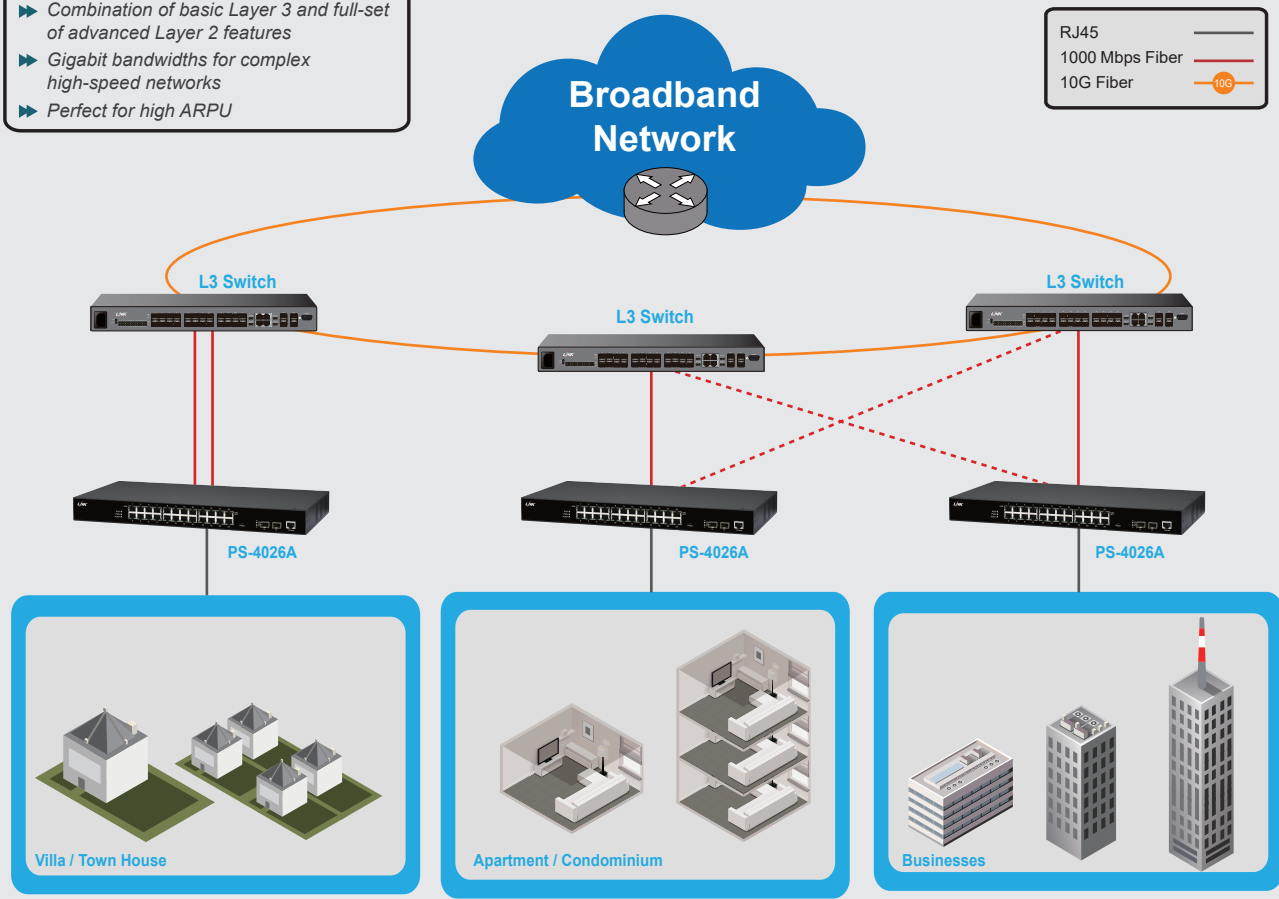 Combination of basic Layer 3 and full-set
of advanced Layer 2 features
Gigabit bandwidths for complex
high-speed networks
Perfect for high ARPU
RJ45
1000 Mbps Fiber
10G Fiber
10G
Broadband
Network
L3 Switch
L3 Switch
L3 Switch
PS-4026A
PS-4026A
PS-4026A
Villa / Town House
Apartment / Condominium
Businesses